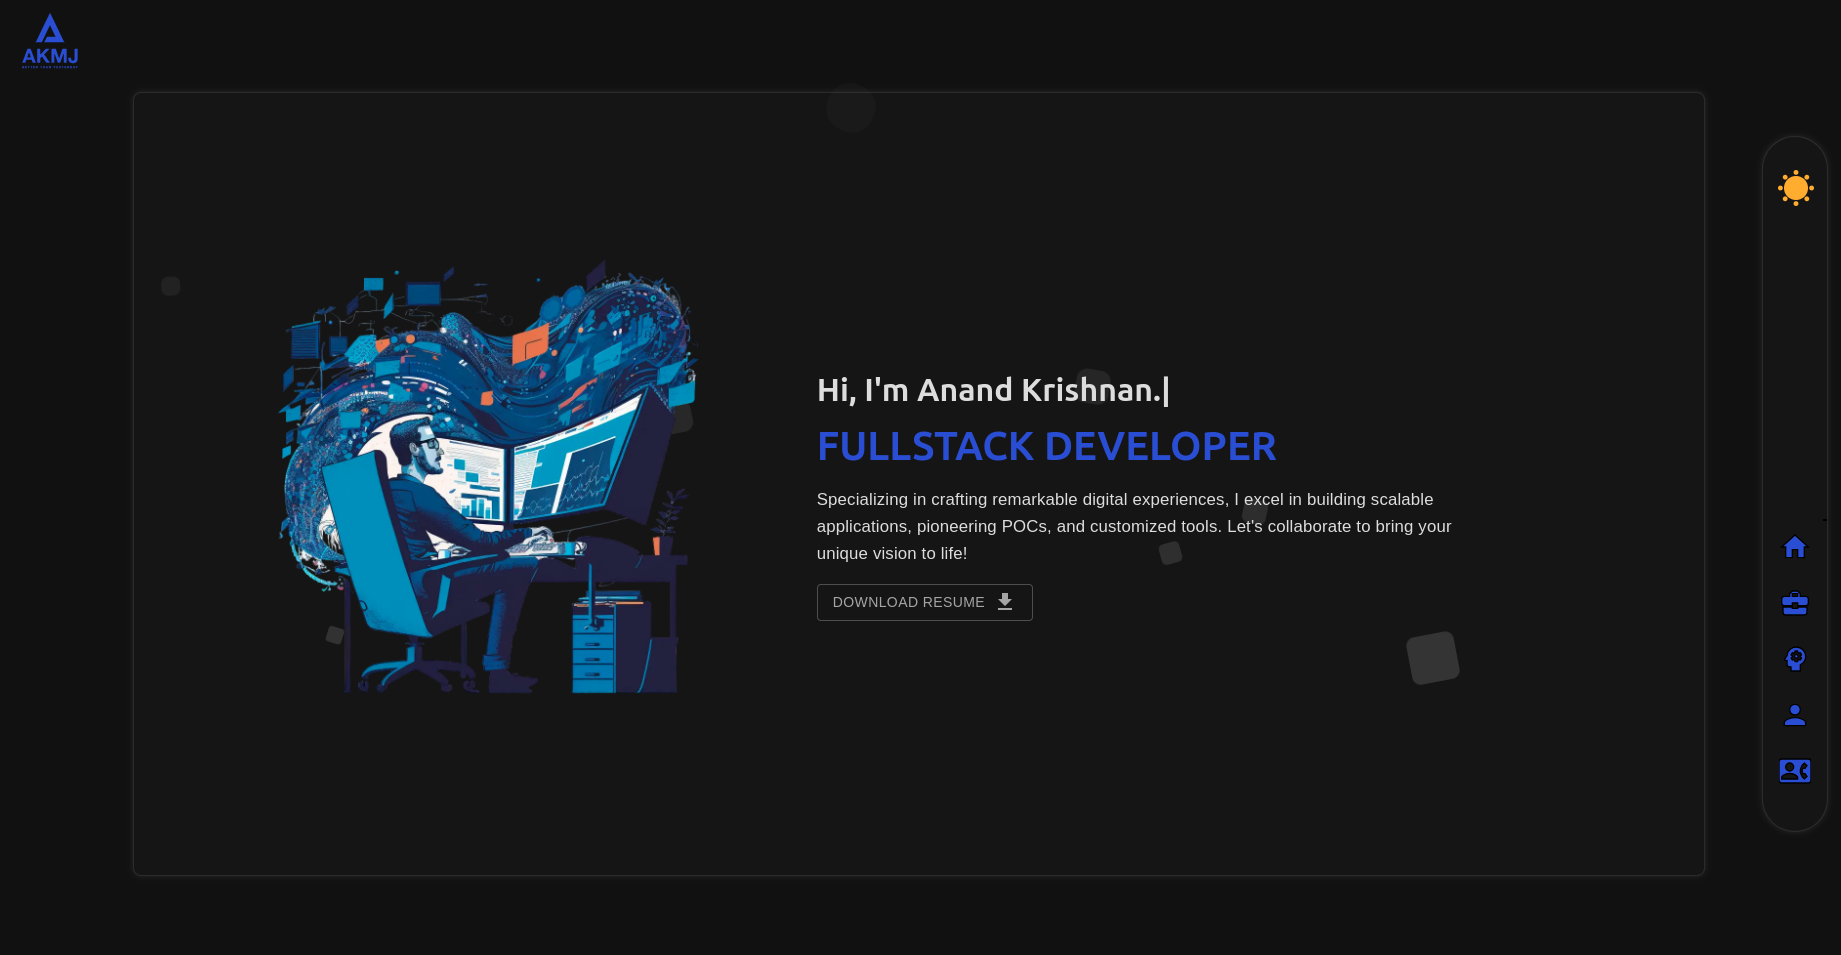 AKMJ
Hi, I'm Anand Krishnan.|
FULLSTACK DEVELOPER
Specializing in crafting remarkable digital experiences, I excel in building scalable
applications, pioneering POCs, and customized tools. Let's collaborate to bring your
unique vision to life!
DOWNLOAD RESUME